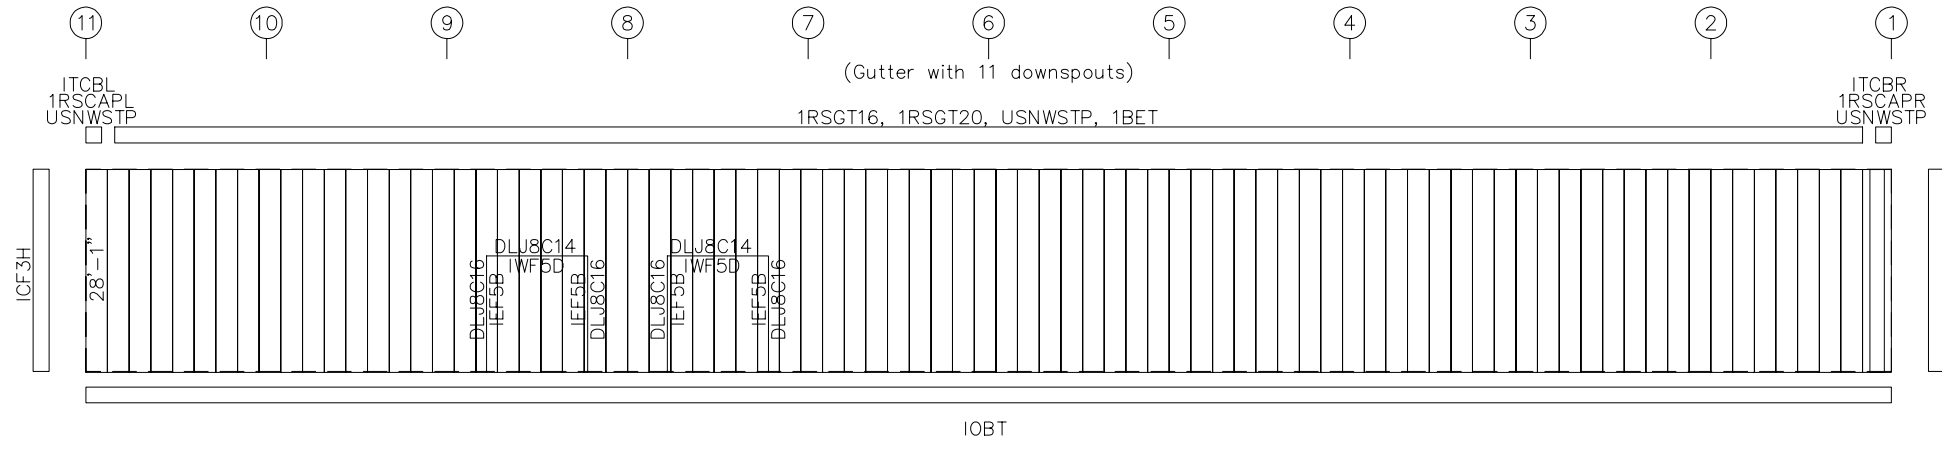 11 10 9 8 7 6 5 4 3 2 1
(Gutter with 11 downspouts)
ITCBL
1RSCAPL
USNWSTP
1RSGT16, 1RSGT20, USNWSTP, 1BET
ITCBR
1RSCAPR
USNWSTP
ICF3H
28'-1"
DLJ8C14
IWF5D
DLJ8C16
IEF5B
IEF5B
DLJ8C16
DLJ8C14
IWF5D
DLJ8C16
IEF5B
IEF5B
DLJ8C16
IOBT